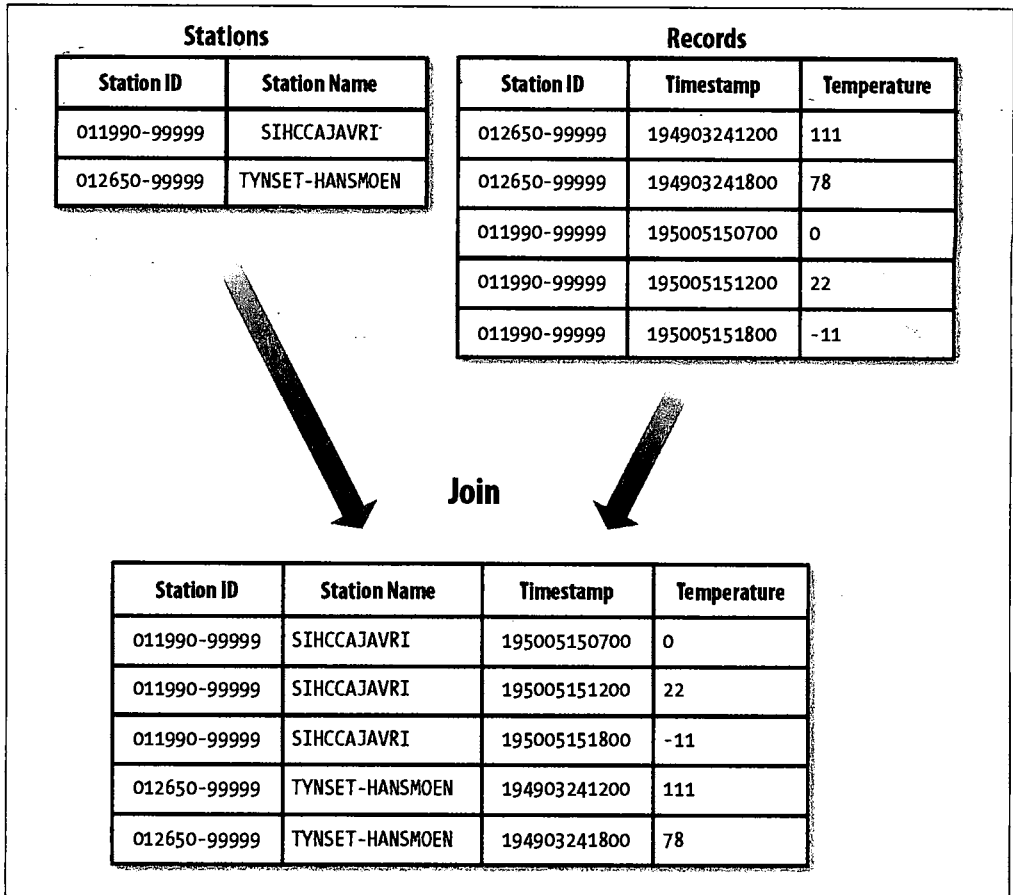 Stations
Station ID Station Name
011990-99999 SIHCCAJAVRI
012650-99999 TYNSET-HANSMOEN
Records
Station ID Timestamp Temperature
012650-99999 194903241200 111
012650-99999 194903241800 78
011990-99999 195005150700 0
011990-99999 195005151200 22
011990-99999 195005151800 -11
Join
Station ID Station Name Timestamp Temperature
011990-99999 SIHCCAJAVRI 195005150700 0
011990-99999 SIHCCAJAVRI 195005151200 22
011990-99999 SIHCCAJAVRI 195005151800 -11
012650-99999 TYNSET-HANSMOEN 194903241200 111
012650-99999 TYNSET-HANSMOEN 194903241800 78